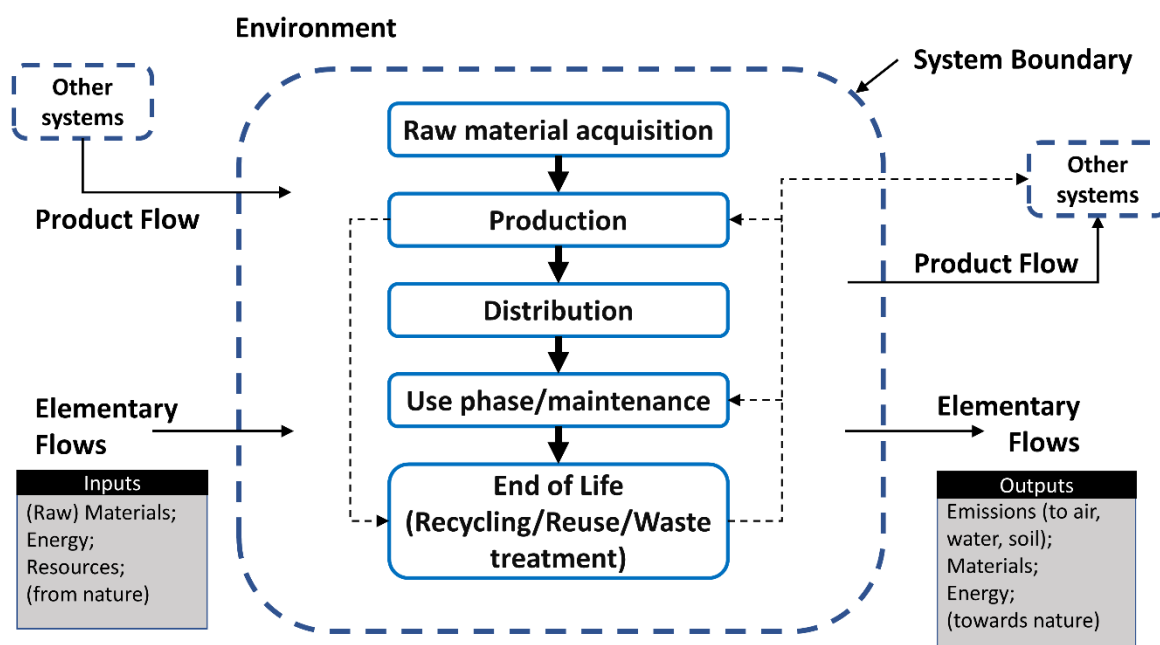 Environment
System Boundary
Other
systems
Raw material acquisition
Other
systems
Product Flow
Production
Product Flow
Distribution
Use phase/maintenance
Elementary
Flows
Elementary
Flows
End of Life
(Recycling/Reuse/Waste
treatment)
Inputs
(Raw) Materials;
Energy;
Resources;
(from nature)
Outputs
Emissions (to air,
water, soil);
Materials;
Energy;
(towards nature)